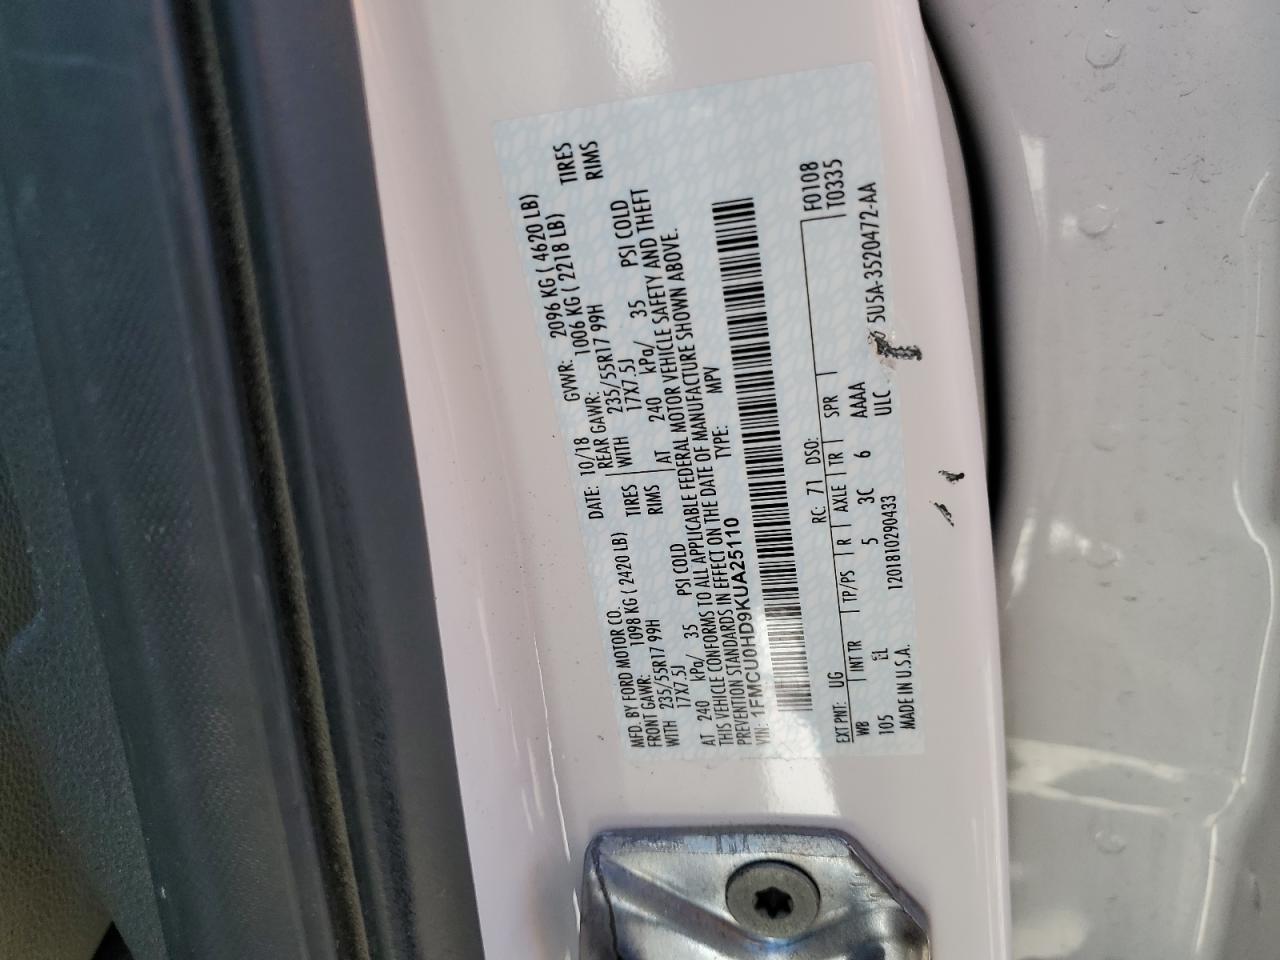 MFD. BY FORD MOTOR CO.
DATE: 10/18 GVWR: 2096 KG ( 4620 LB)
FRONT GAWR: 1098 KG ( 2420 LB)
REAR GAWR: 1006 KG ( 2218 LB)
WITH 235/55R17 99H TIRES
WITH 235/55R17 99H TIRES
17X7.5J RIMS
17X7.5J RIMS
AT 240 kPa/ 35 PSI COLD
AT 240 kPa/ 35 PSI COLD
THIS VEHICLE CONFORMS TO ALL APPLICABLE FEDERAL MOTOR VEHICLE SAFETY AND THEFT
PREVENTION STANDARDS IN EFFECT ON THE DATE OF MANUFACTURE SHOWN ABOVE.
VIN: 1FMCU0HD9KUA25110 TYPE: MPV
F0108
EXT PNT: UG RC: 71 DSO: T0335
WB INT TR TP/PS R AXLE TR SPR
105 EL 5 3C 6 AAAA
MADE IN U.S.A. 1201810290433 ULC 5U5A-3520472-AA